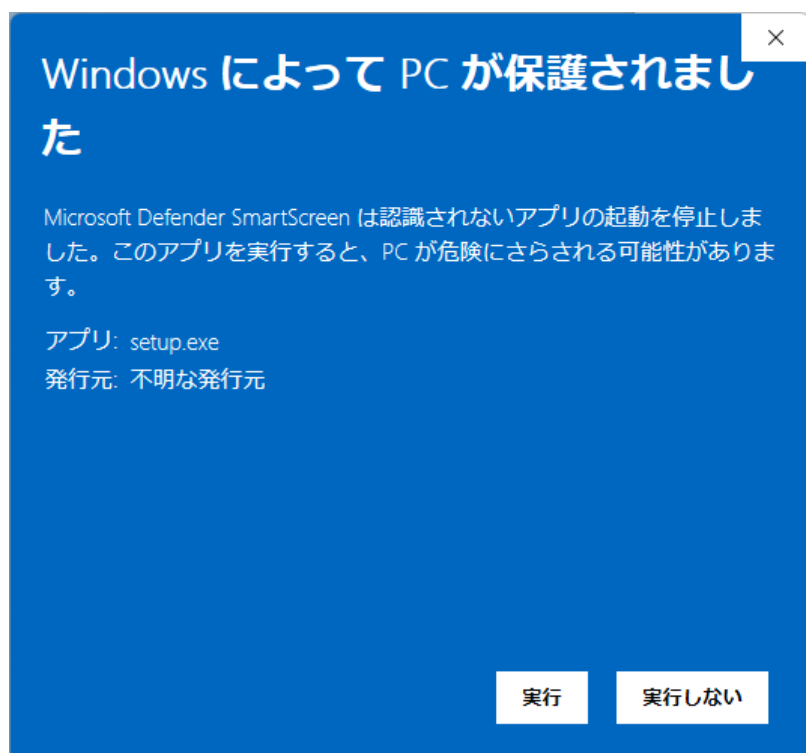 Windows によって PC が保護されまし
た
Microsoft Defender SmartScreen は認識されないアプリの起動を停止しま
した。このアプリを実行すると、PC が危険にさらされる可能性がありま
す。
アプリ: setup.exe
発行元: 不明な発行元
実行 実行しない